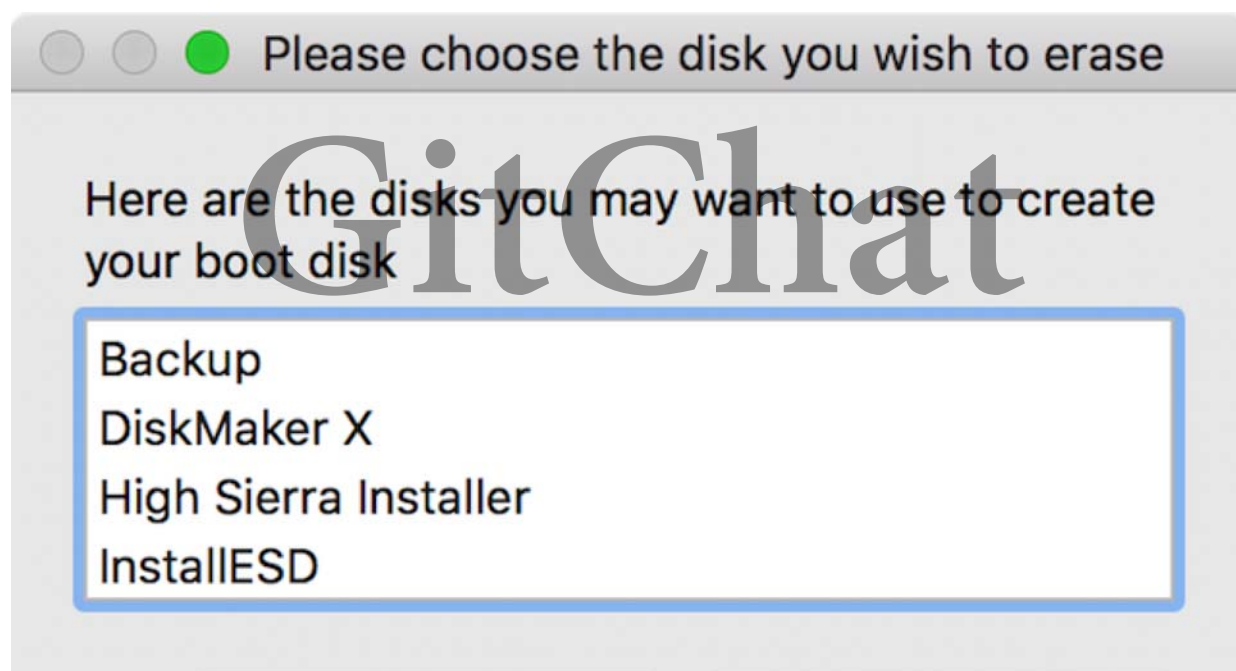 Please choose the disk you wish to erase
GitChat
Here are the disks you may want to use to create
your boot disk
Backup
DiskMaker X
High Sierra Installer
InstallESD